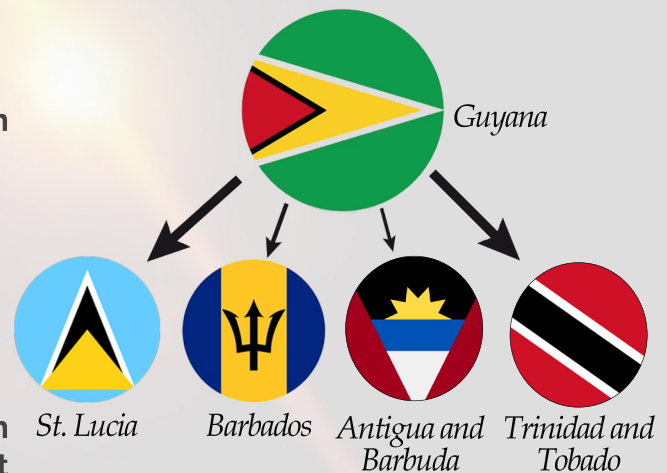 n
Guyana
n
St. Lucia
Barbados
Antigua and
Barbuda
Trinidad and
Tobado
t